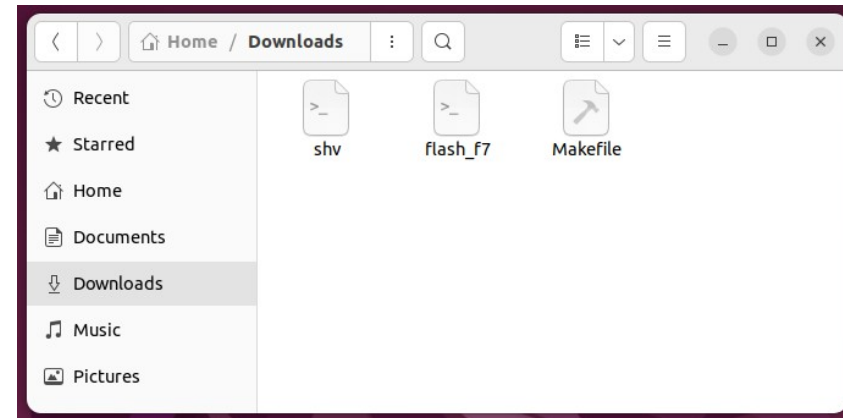 Home / Downloads
Recent
Starred
Home
Documents
Downloads
Music
Pictures
>_
>_
shv
flash_f7
Makefile